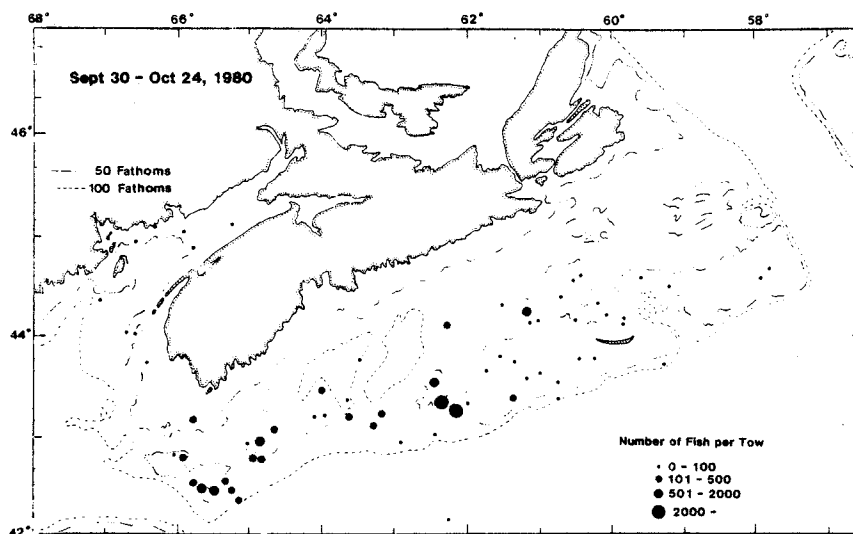 68° 66° 64° 62° 60° 58°
Sept 30 - Oct 24, 1980
46°
50 Fathoms
100 Fathoms
44°
Number of Fish per Tow
0 - 100
101 - 500
501 - 2000
2000 -
42°